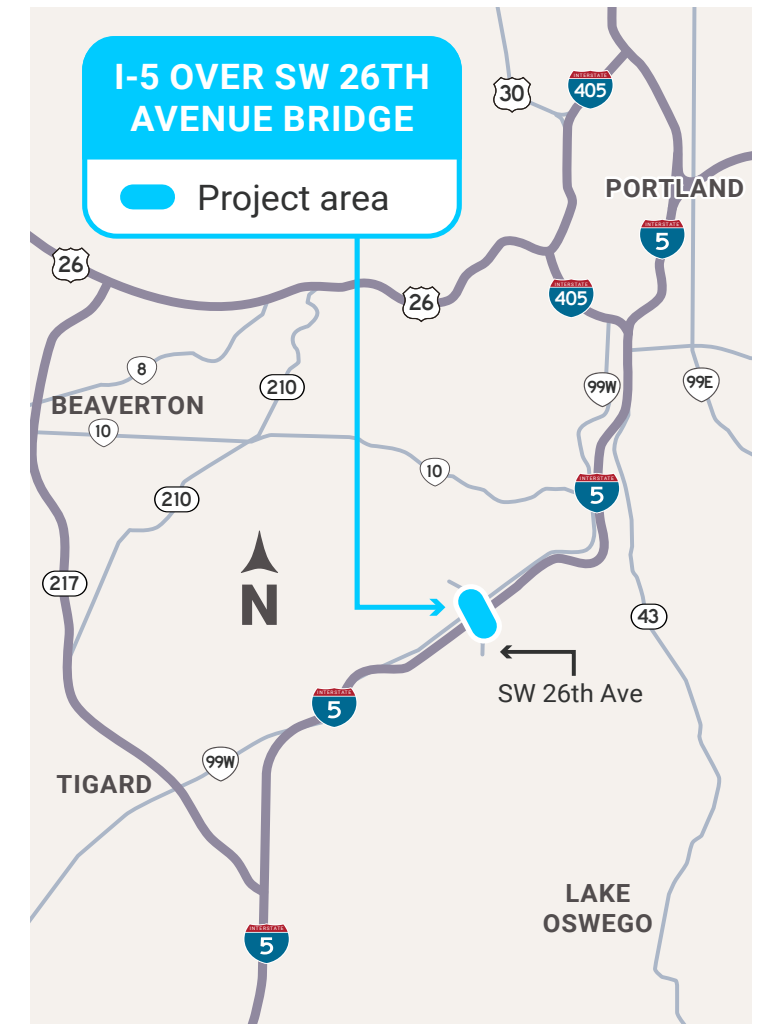 I-5 OVER SW 26TH
AVENUE BRIDGE
Project area
30
INTERSTATE
405
PORTLAND
INTERSTATE
5
26
26
INTERSTATE
405
8
210
99W
99E
BEAVERTON
10
10
INTERSTATE
5
210
N
217
43
SW 26th Ave
INTERSTATE
5
99W
TIGARD
LAKE
OSWEGO
INTERSTATE
5